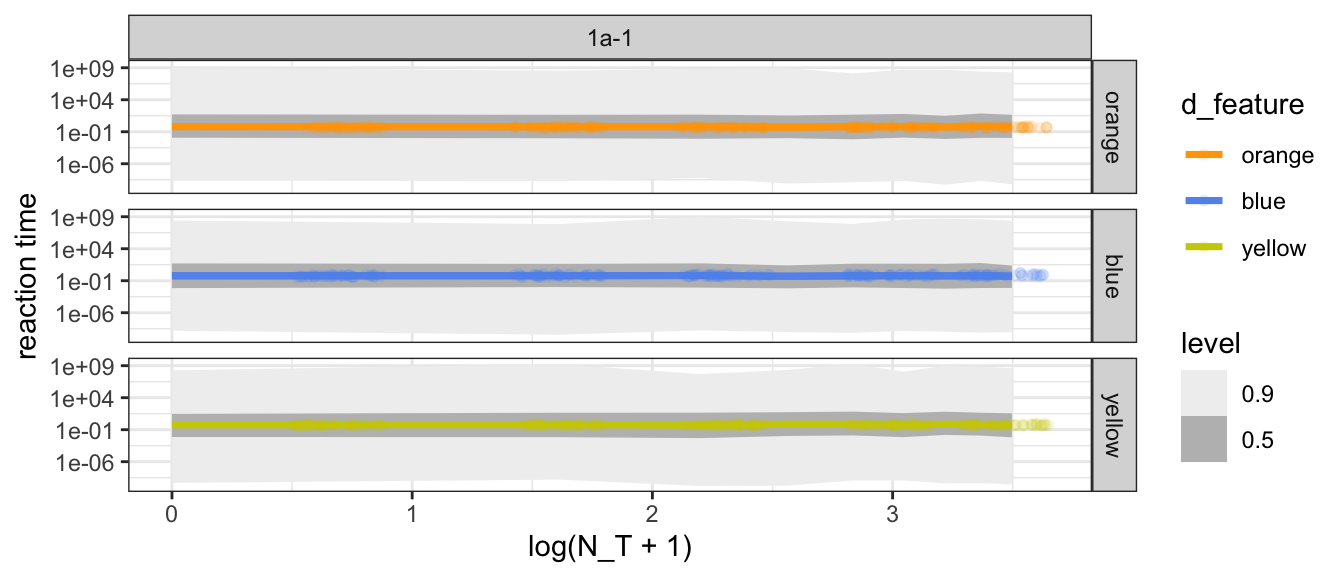 1a-1
reaction time
1e+09
1e+04
1e-01
1e-06
orange
1e+09
1e+04
1e-01
1e-06
blue
1e+09
1e+04
1e-01
1e-06
yellow
0 1 2 3
log(N_T + 1)
d_feature
orange
blue
yellow
level
0.9
0.5